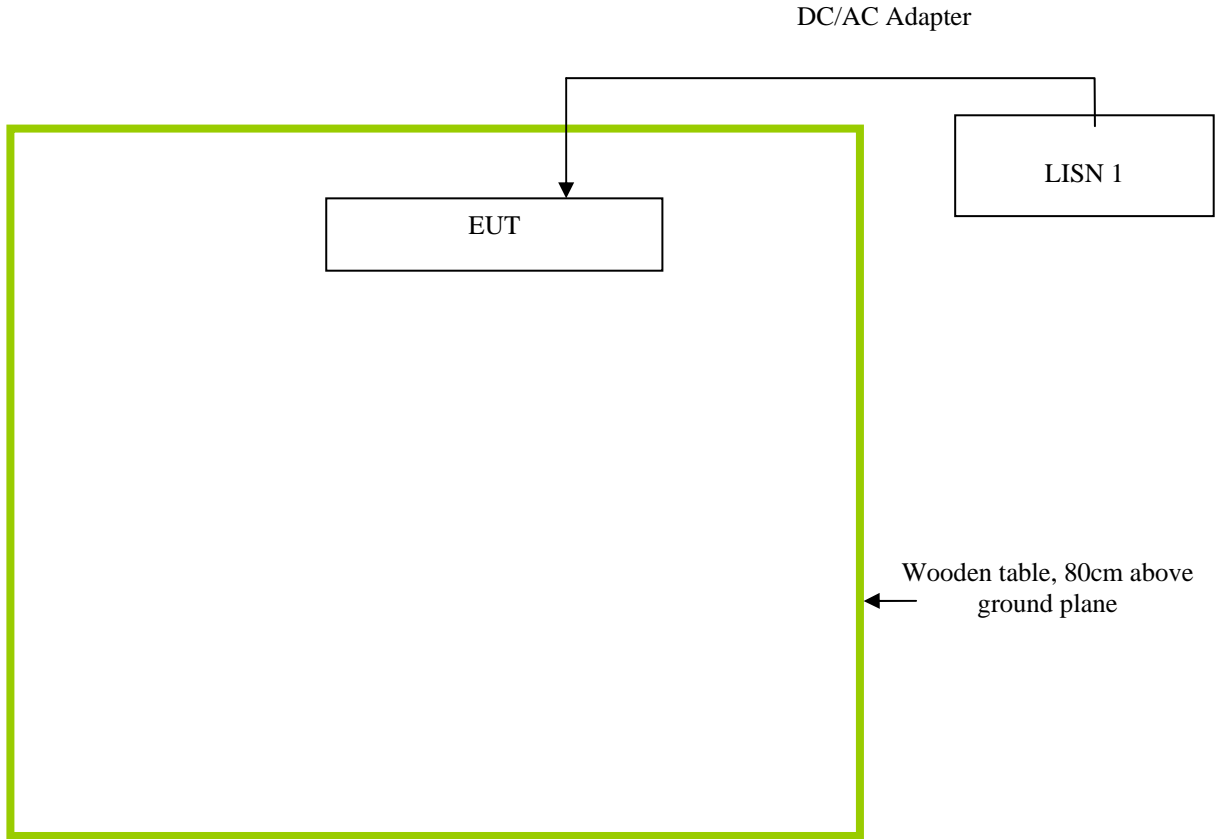 DC/AC Adapter
LISN 1
EUT
Wooden table, 80cm above
ground plane